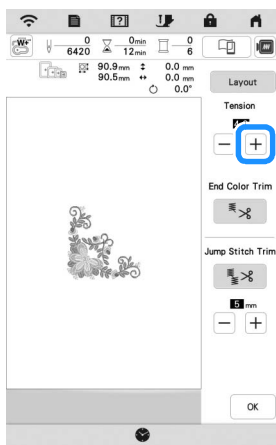 W+
0
6420
0min
12min
0
6
90.9mm
0.0 mm
90.5mm
0.0 mm
0.0°
Layout
Tension
−
+
End Color Trim
Jump Stitch Trim
5 mm
−
+
OK